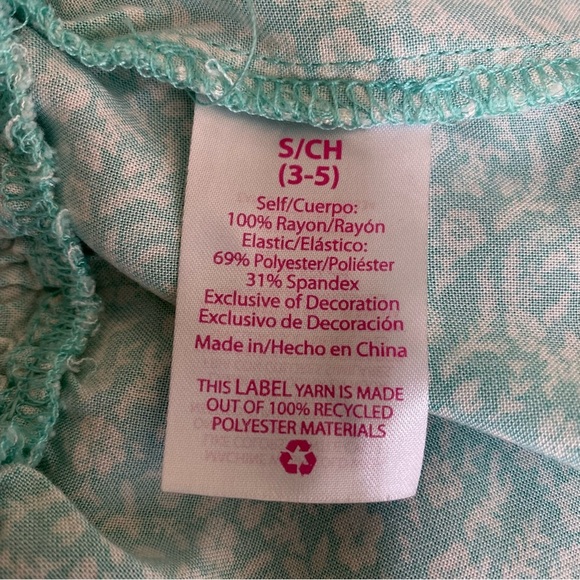 S/CH
(3-5)
Self/Cuerpo:
100% Rayon/Rayón
Elastic/Elástico:
69% Polyester/Poliéster
31% Spandex
Exclusive of Decoration
Exclusivo de Decoración
Made in/Hecho en China
THIS LABEL YARN IS MADE
OUT OF 100% RECYCLED
POLYESTER MATERIALS